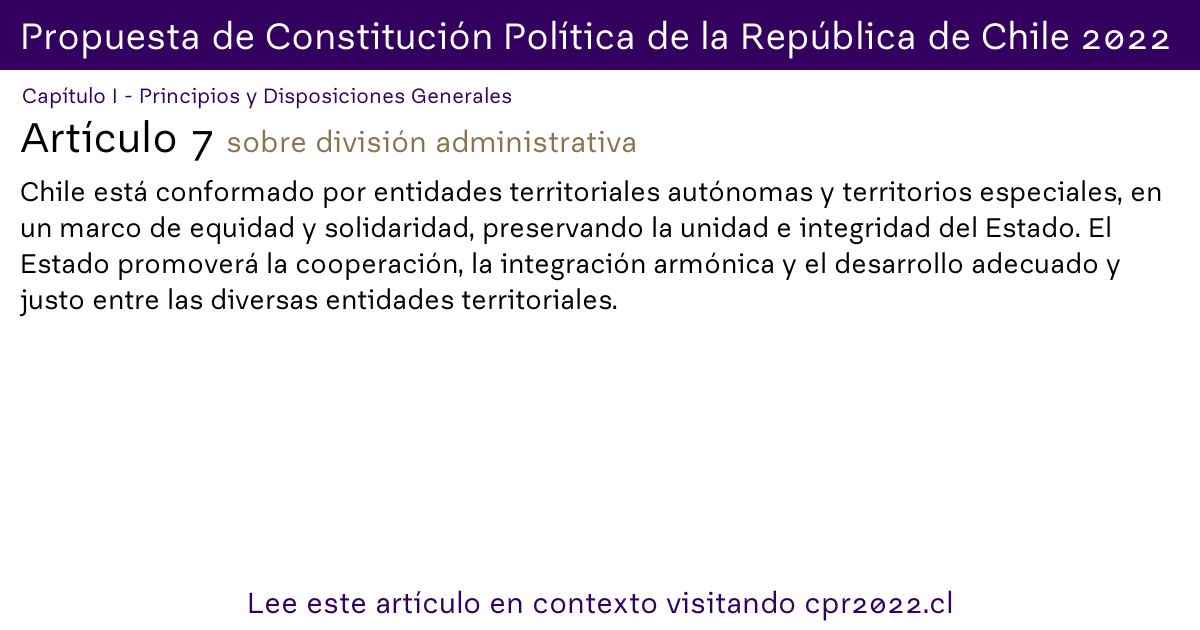 Propuesta de Constitución Política de la República de Chile 2022
Capítulo I - Principios y Disposiciones Generales
Artículo 7 sobre división administrativa
Chile está conformado por entidades territoriales autónomas y territorios especiales, en
un marco de equidad y solidaridad, preservando la unidad e integridad del Estado. El
Estado promoverá la cooperación, la integración armónica y el desarrollo adecuado y
justo entre las diversas entidades territoriales.
Lee este artículo en contexto visitando cpr2022.cl